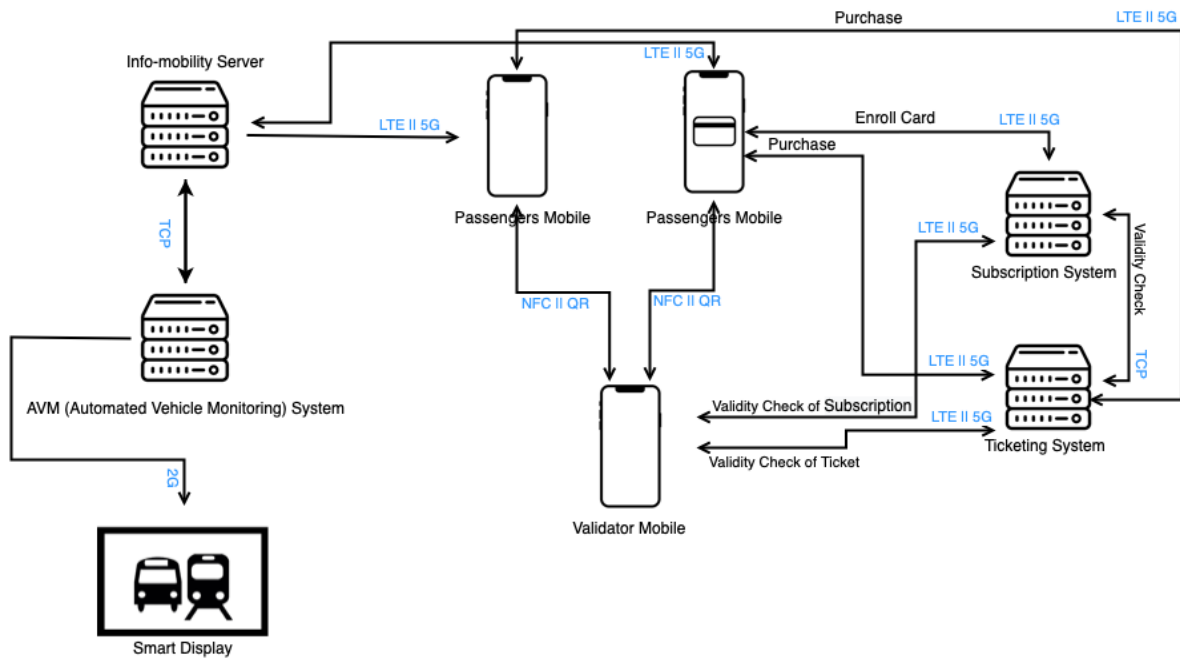 Purchase
LTE II 5G
Info-mobility Server
LTE II 5G
LTE II 5G
Enroll Card
LTE II 5G
Purchase
Passengers Mobile
Passengers Mobile
TCP
LTE II 5G
Validity Check
Subscription System
NFC II QR
NFC II QR
LTE II 5G
TCP
AVM (Automated Vehicle Monitoring) System
Validity Check of Subscription
LTE II 5G
Ticketing System
Validity Check of Ticket
2G
Validator Mobile
Smart Display